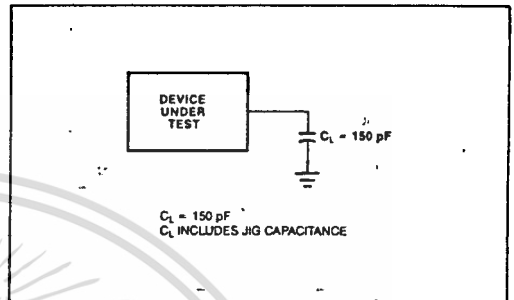 DEVICE
UNDER
TEST
C_L = 150 pF
C_L = 150 pF
C_L INCLUDES JIG CAPACITANCE